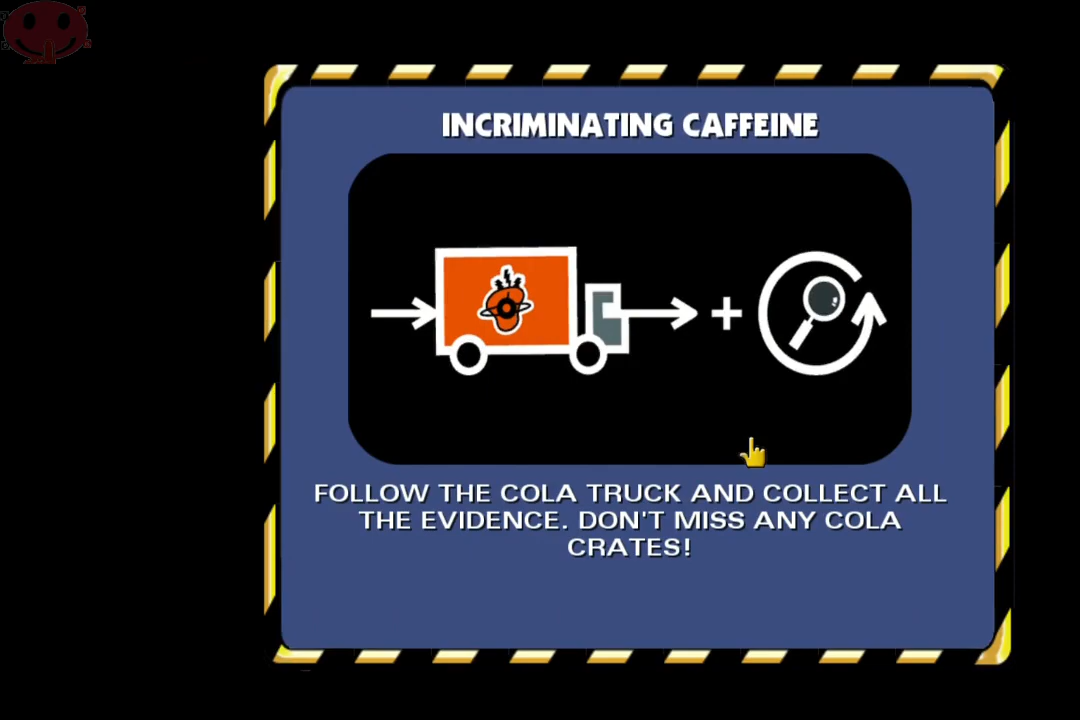 INCRIMINATING CAFFEINE
FOLLOW THE COLA TRUCK AND COLLECT ALL
THE EVIDENCE. DON'T MISS ANY COLA
CRATES!